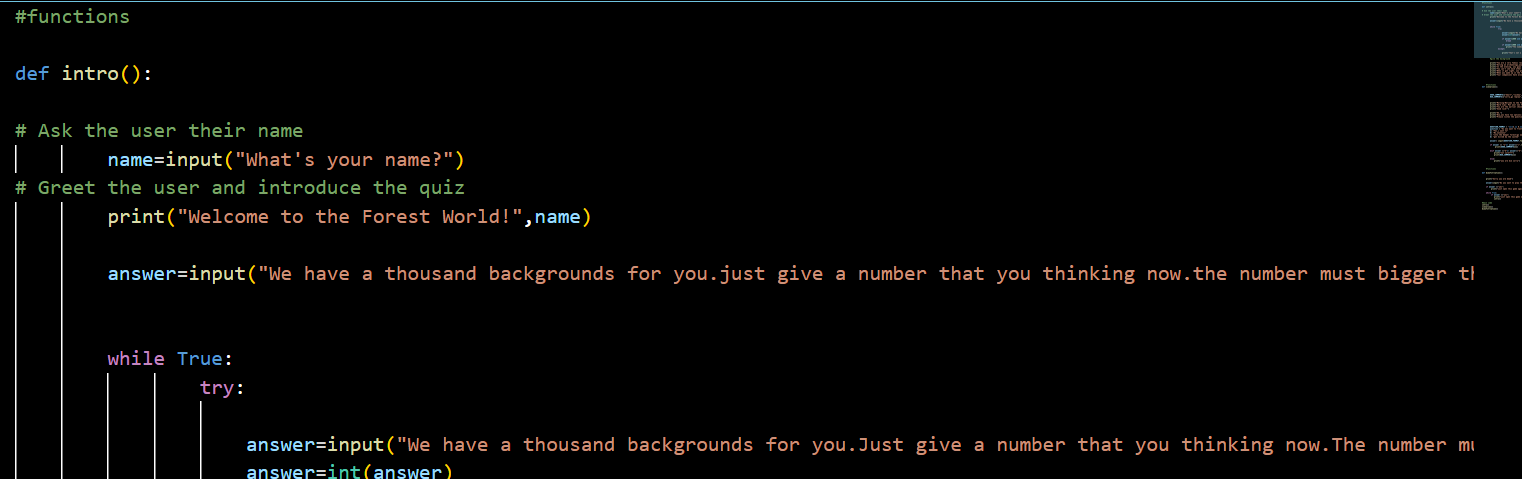 #functions
def intro():
# Ask the user their name
name=input("What's your name?")
# Greet the user and introduce the quiz
print("Welcome to the Forest World!",name)
answer=input("We have a thousand backgrounds for you.just give a number that you thinking now.the number must bigger
while True:
try:
answer=input("We have a thousand backgrounds for you.Just give a number that you thinking now.The number
answer=int(answer)